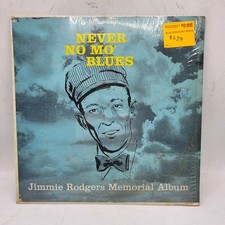 NEVER
NO MO'
BLUES
Jimmie Rodgers Memorial Album